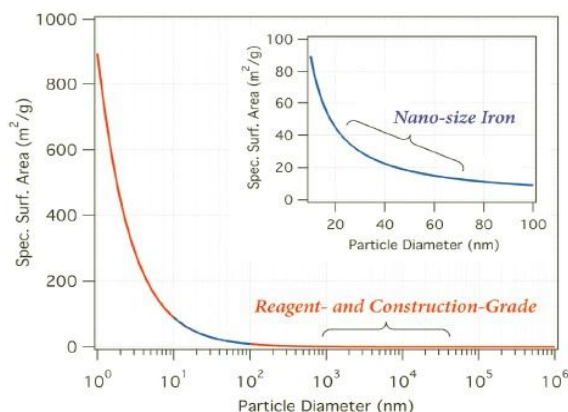 1000
800
600
400
200
0
Spec. Surf. Area (m²/g)
10⁰ 10¹ 10² 10³ 10⁴ 10⁵ 10⁶
Particle Diameter (nm)
Reagent- and Construction-Grade
100
80
60
40
20
0
Spec. Surf. Area (m²/g)
Nano-size Iron
20 40 60 80 100
Particle Diameter (nm)